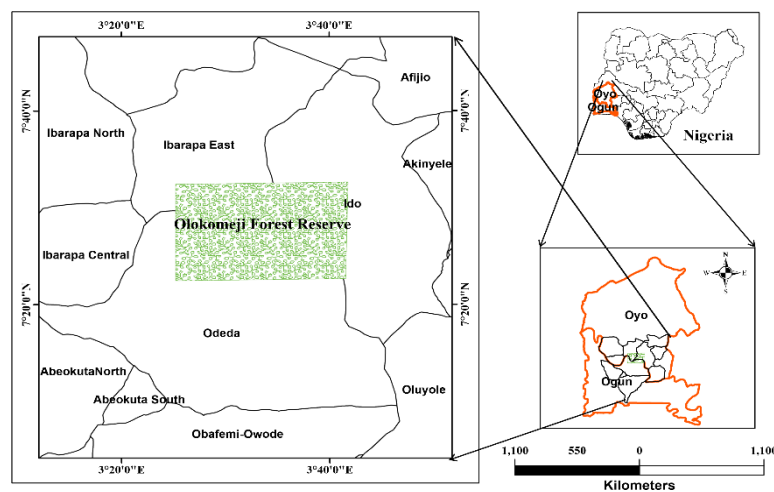 3°20'0"E 3°40'0"E
Afijio
7°40'0"N 7°40'0"N
Ibarapa North
Ibarapa East
Akinyele
Ido
Olokomeji Forest Reserve
Ibarapa Central
7°20'0"N 7°20'0"N
Odeda
AbeokutaNorth
Abeokuta South
Oluyole
Obafemi-Owode
3°20'0"E 3°40'0"E
Oyo
Ogun
Nigeria
N
W E
S
Oyo
Ogun
1,100 550 0 1,100
Kilometers